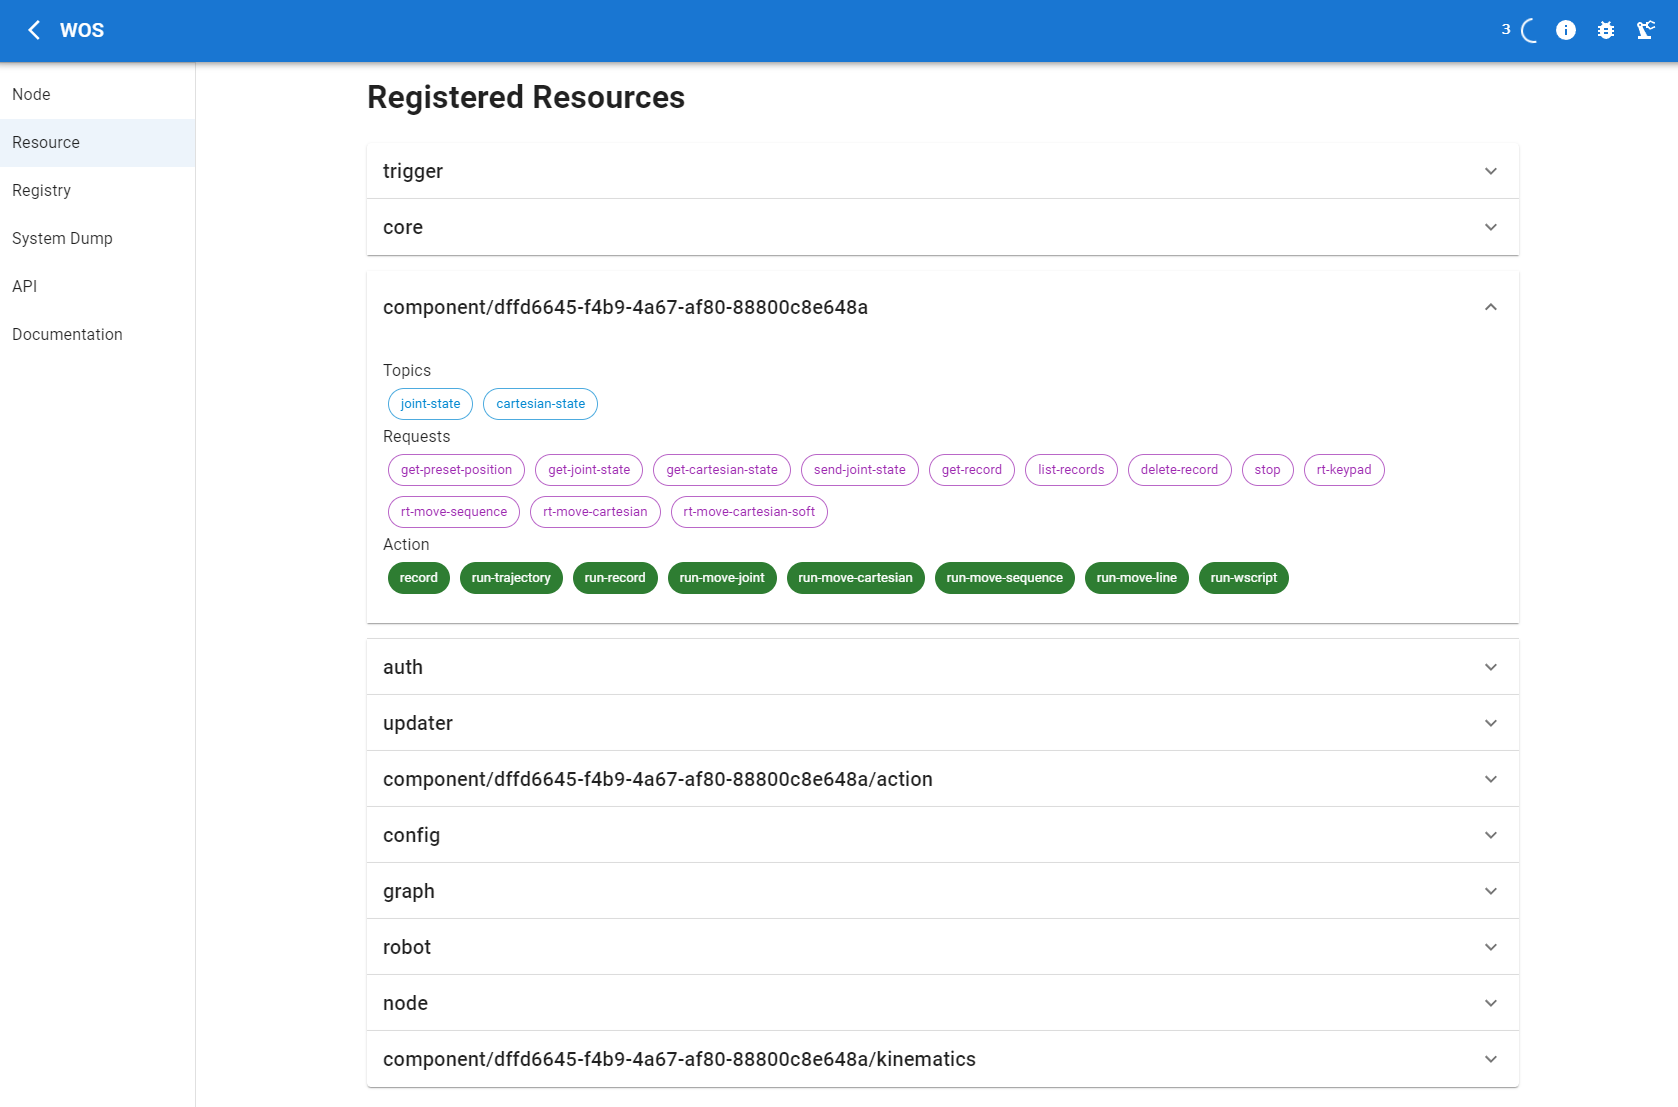 WOS
3
Node
Resource
Registry
System Dump
API
Documentation
Registered Resources
trigger
core
component/dffd6645-f4b9-4a67-af80-88800c8e648a
Topics
joint-state cartesian-state
Requests
get-preset-position get-joint-state get-cartesian-state send-joint-state get-record list-records delete-record stop rt-keypad
rt-move-sequence rt-move-cartesian rt-move-cartesian-soft
Action
record run-trajectory run-record run-move-joint run-move-cartesian run-move-sequence run-move-line run-wscript
auth
updater
component/dffd6645-f4b9-4a67-af80-88800c8e648a/action
config
graph
robot
node
component/dffd6645-f4b9-4a67-af80-88800c8e648a/kinematics